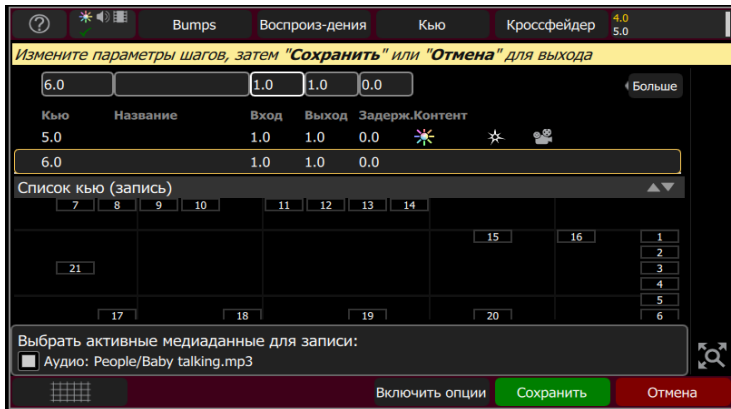 ? Bumps Воспроиз-дения Кью Кроссфейдер 4.0
5.0
Измените параметры шагов, затем "Сохранить" или "Отмена" для выхода
6.0 1.0 1.0 0.0 Больше
Кью Название Вход Выход Задерж. Контент
5.0 1.0 1.0 0.0
6.0 1.0 1.0 0.0
Список кью (запись)
7 8 9 10 11 12 13 14
15 16 1
2
21 3
4
5
17 18 19 20 6
Выбрать активные медиаданные для записи:
Аудио: People/Baby talking.mp3
Включить опции Сохранить Отмена